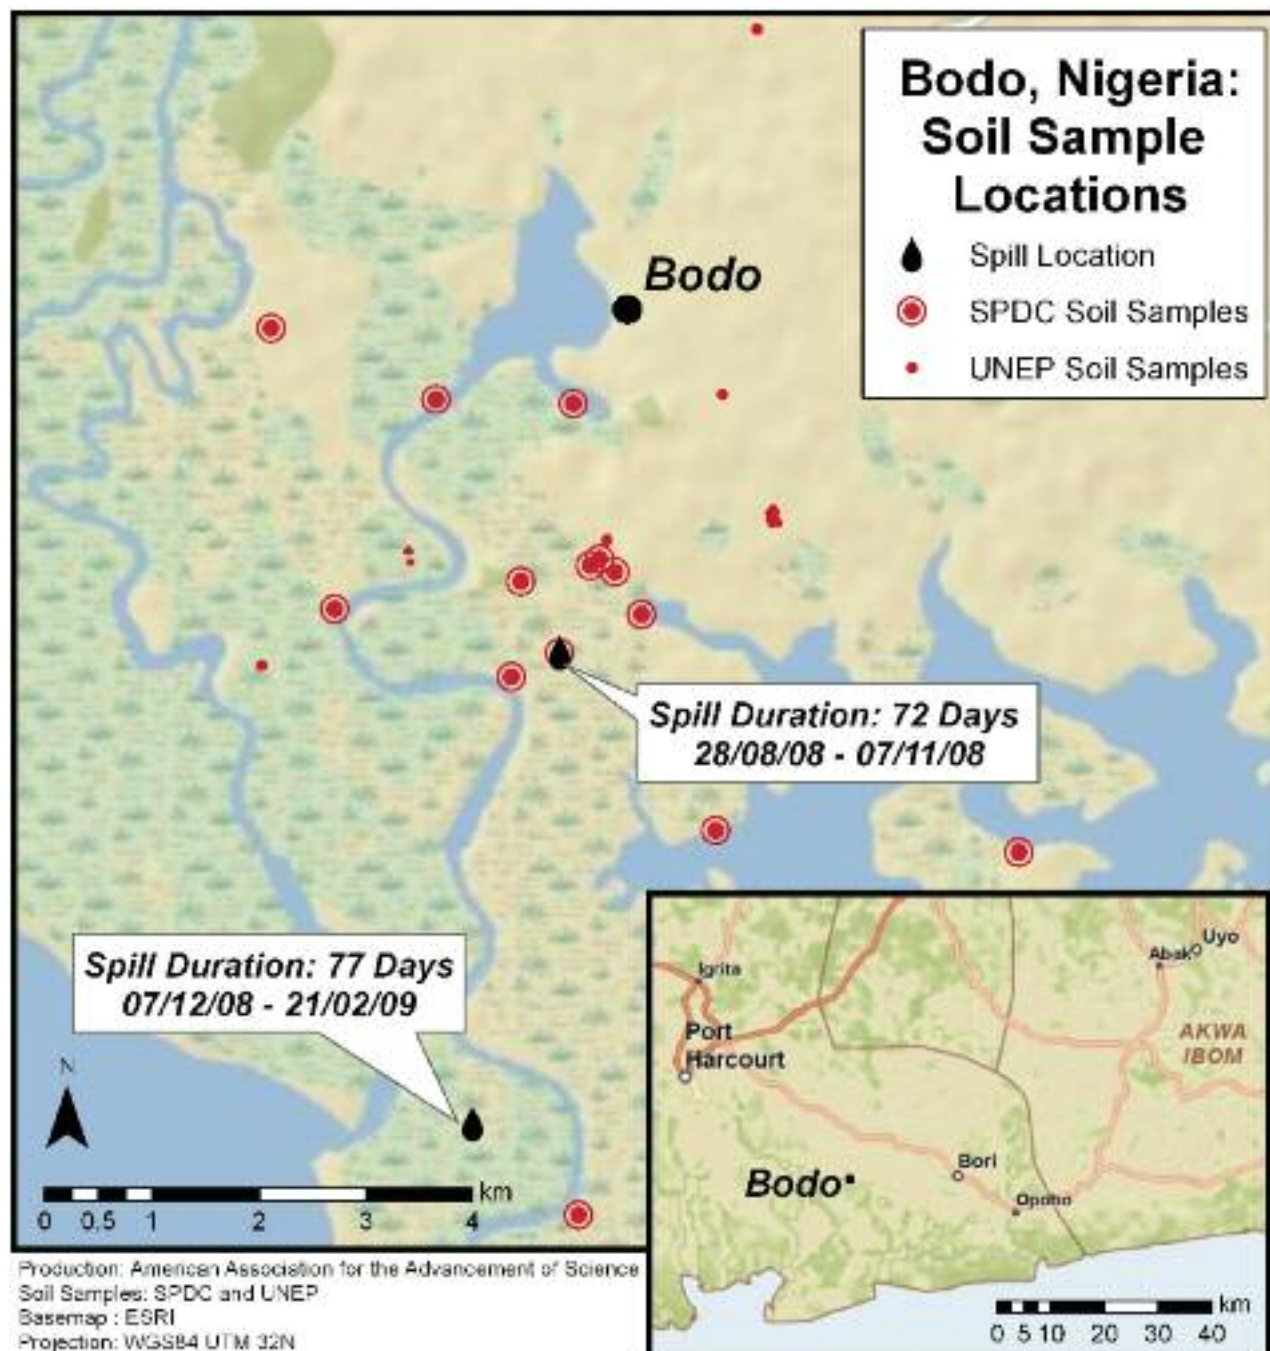 Bodo, Nigeria:
Soil Sample
Locations
Spill Location
SPDC Soil Samples
UNEP Soil Samples
Bodo
Spill Duration: 72 Days
28/08/08 - 07/11/08
Spill Duration: 77 Days
07/12/08 - 21/02/09
N
km
0 0.5 1 2 3 4
Igrita
Port
Harcourt
Abak
Uyo
AKWA
IBOM
Bori
Bodo
Opobo
km
0 5 10 20 30 40
Production: American Association for the Advancement of Science
Soil Samples: SPDC and UNEP
Basemap : ESRI
Projection: WGS84 UTM 32N